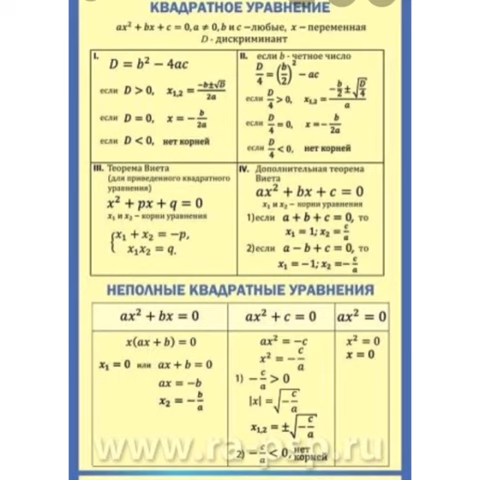 КВАДРАТНОЕ УРАВНЕНИЕ
ax² + bx + c = 0, a ≠ 0, b и c –любые, x – переменная
D - дискриминант
I.
D = b² − 4ac
если D > 0, x₁,₂ = (−b±√D)/2a
если D = 0, x = −b/2a
если D < 0, нет корней
II. если b - четное число
D/4 = (b/2)² − ac
если D/4 > 0, x₁,₂ = (−b/2 ± √(D/4))/a
если D/4 = 0, x = −b/2a
если D/4 < 0, нет корней
III. Теорема Виета
(для приведенного квадратного
уравнения)
x² + px + q = 0
x₁ и x₂ – корни уравнения
{x₁ + x₂ = −p,
x₁x₂ = q.
IV. Дополнительная теорема
Виета
ax² + bx + c = 0
x₁ и x₂ – корни уравнения
1)если a + b + c = 0, то
x₁ = 1; x₂ = c/a
2)если a − b + c = 0, то
x₁ = −1; x₂ = −c/a
НЕПОЛНЫЕ КВАДРАТНЫЕ УРАВНЕНИЯ
ax² + bx = 0
x(ax + b) = 0
x₁ = 0 или ax + b = 0
ax = −b
x₂ = −b/a
ax² + c = 0
ax² = −c
x² = −c/a
1) −c/a > 0
|x| = √(−c/a)
x₁,₂ = ±√(−c/a)
2) −c/a < 0, нет
корней
ax² = 0
x² = 0
x = 0
www.ra-prp.ru